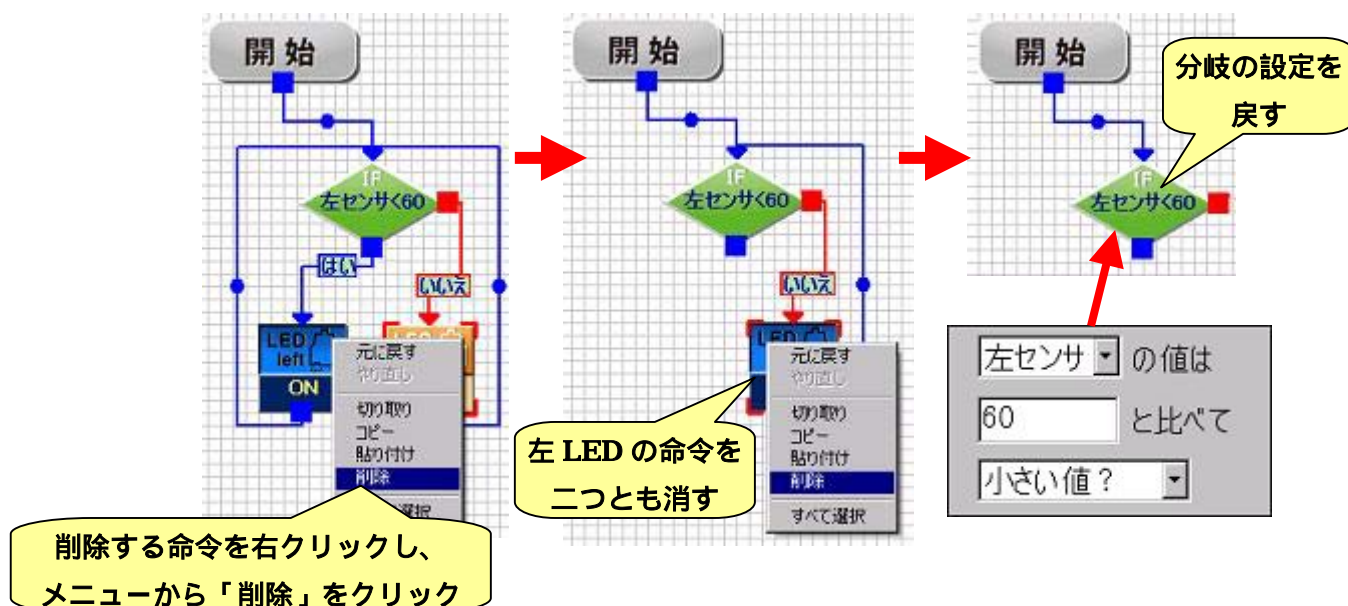 開始
IF
左センサ<60
はい
いいえ
LED
left
ON
元に戻す
やり直し
切り取り
コピー
貼り付け
削除
選択
削除する命令を右クリックし、
メニューから「削除」をクリック
開始
IF
左センサ<60
いいえ
LED
元に戻す
やり直し
切り取り
コピー
貼り付け
削除
すべて選択
左 LED の命令を
二つとも消す
開始
分岐の設定を
戻す
IF
左センサ<60
左センサ の値は
60 と比べて
小さい値？